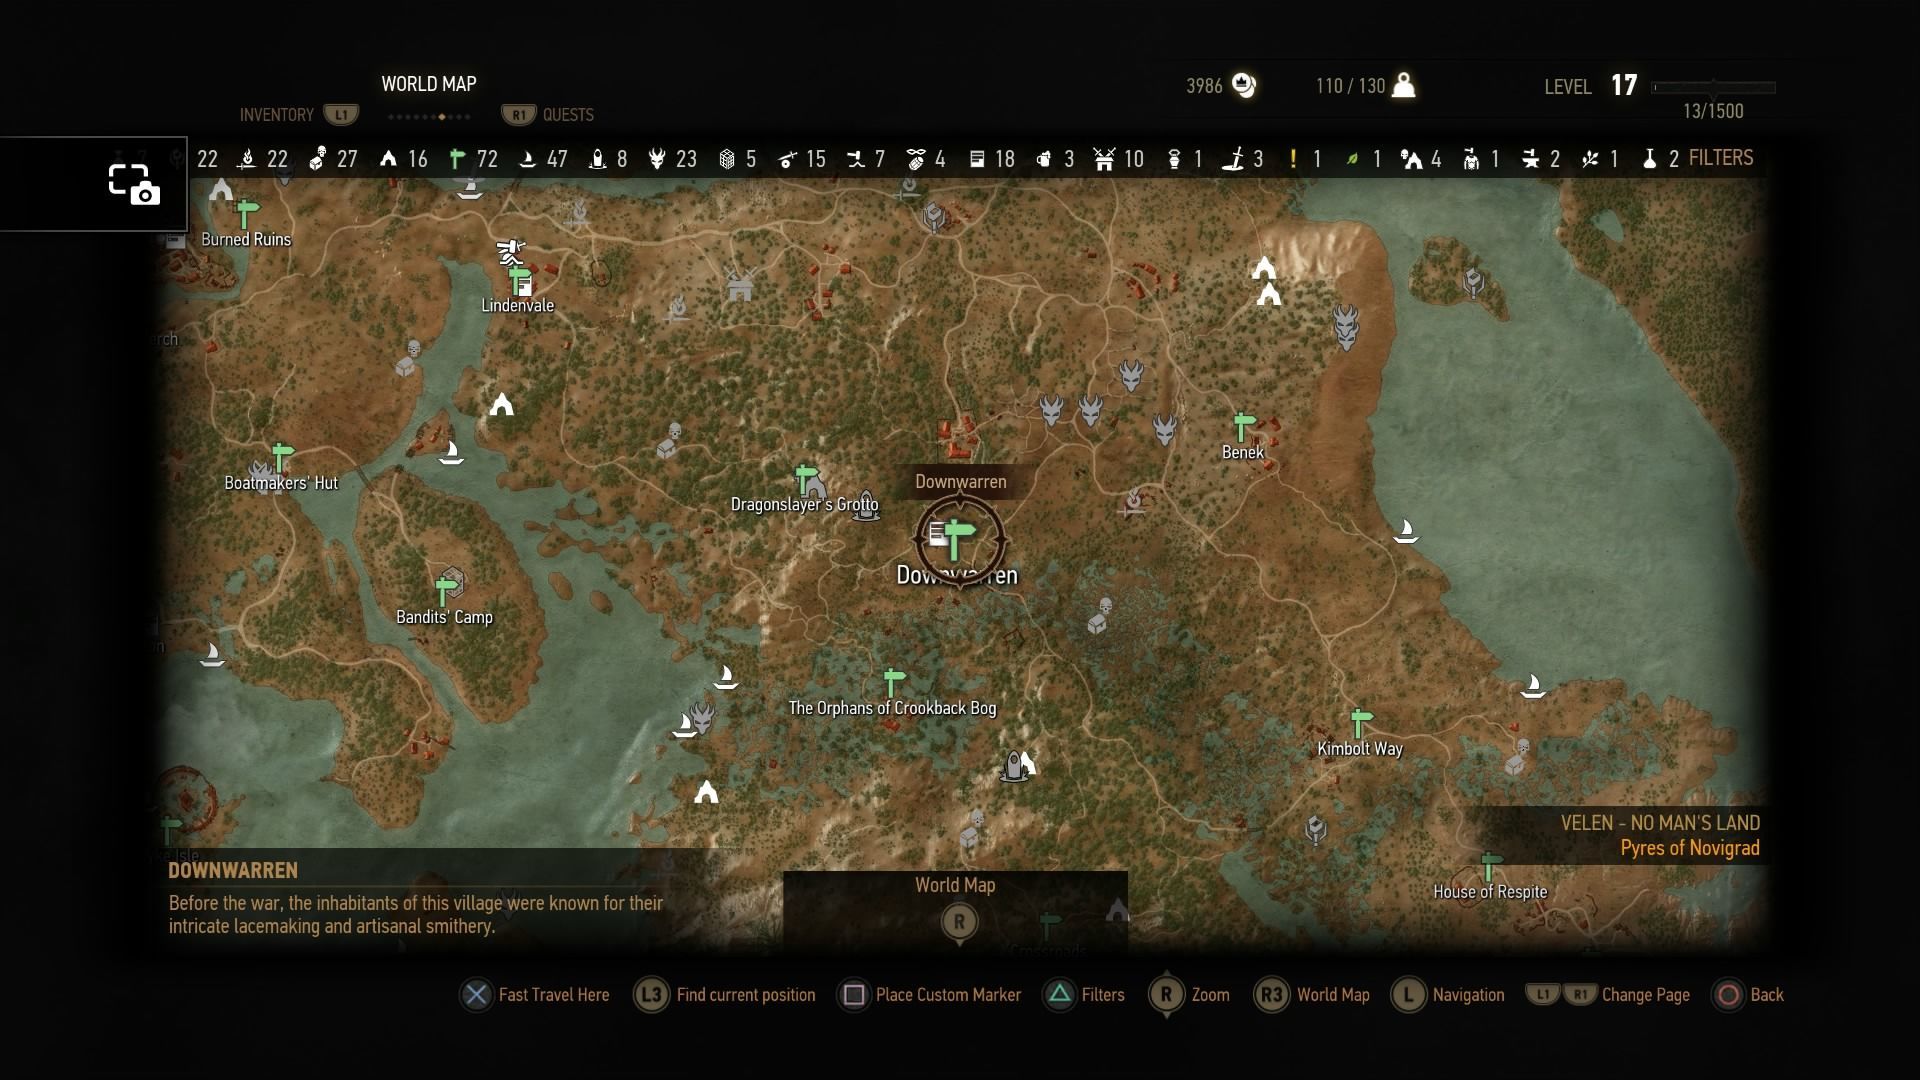 WORLD MAP
INVENTORY L1 R1 QUESTS
3986 110 / 130 LEVEL 17
13/1500
22 22 27 16 72 47 8 23 5 15 7 4 18 3 10 1 3 ! 1 1 4 1 2 1 2 FILTERS
Burned Ruins
Lindenvale
Benek
Boatmakers' Hut
Downwarren
Dragonslayer's Grotto
Downwarren
Bandits' Camp
The Orphans of Crookback Bog
Kimbolt Way
VELEN - NO MAN'S LAND
Pyres of Novigrad
House of Respite
DOWNWARREN
Before the war, the inhabitants of this village were known for their
intricate lacemaking and artisanal smithery.
World Map
R
Crossroads
Fast Travel Here L3 Find current position Place Custom Marker Filters R Zoom R3 World Map L Navigation L1 R1 Change Page Back